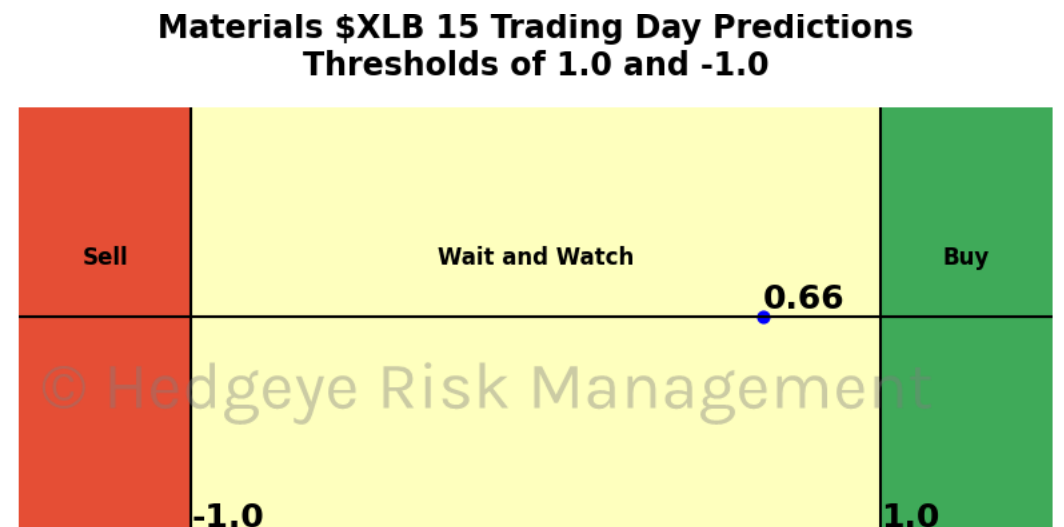 Materials $XLB 15 Trading Day Predictions
Thresholds of 1.0 and -1.0
Sell
Wait and Watch
Buy
0.66
© Hedgeye Risk Management
-1.0
1.0